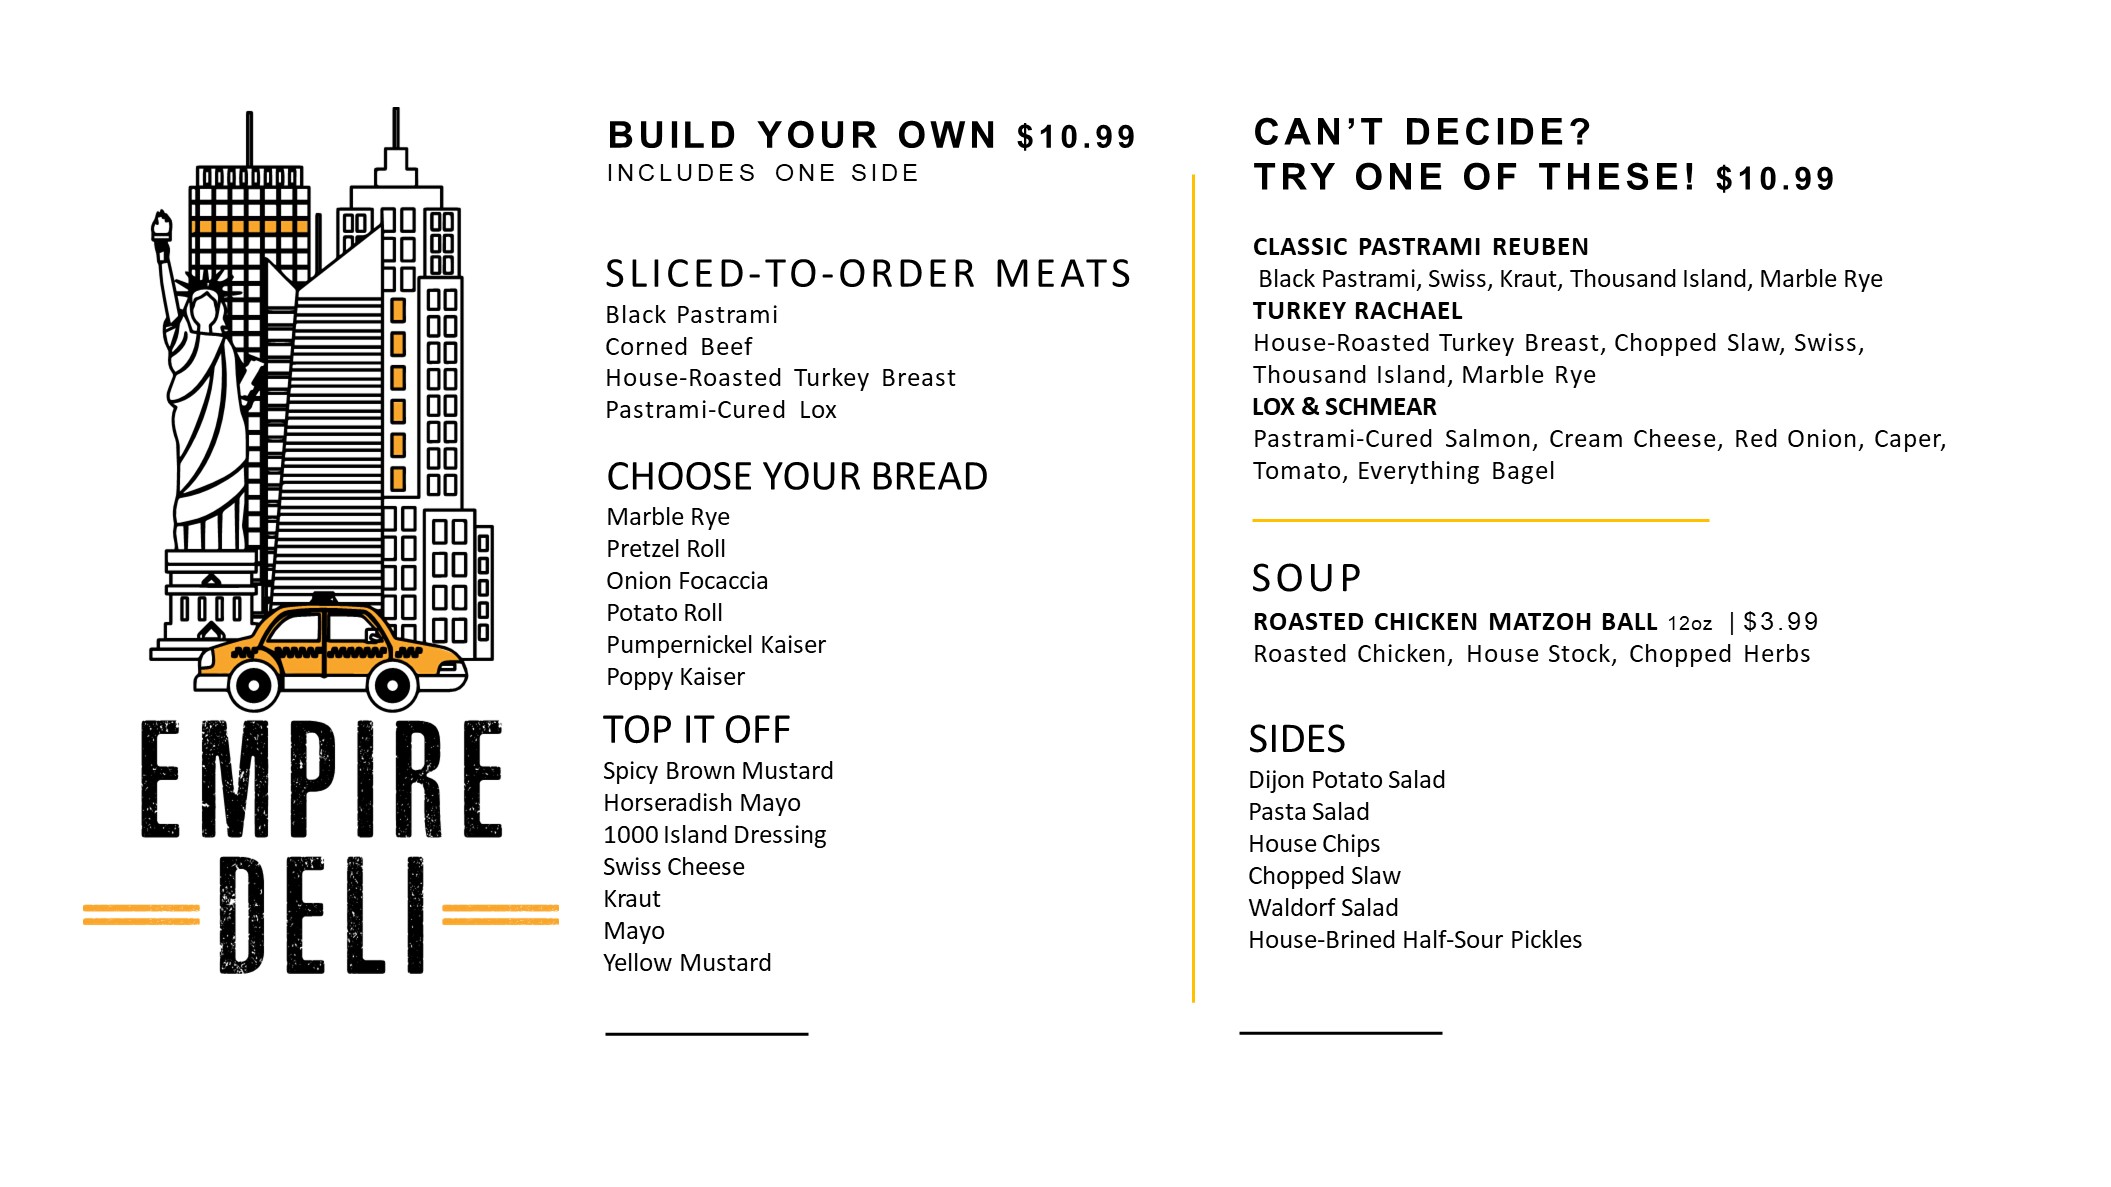 EMPIRE
DELI
BUILD YOUR OWN $10.99
INCLUDES ONE SIDE
SLICED-TO-ORDER MEATS
Black Pastrami
Corned Beef
House-Roasted Turkey Breast
Pastrami-Cured Lox
CHOOSE YOUR BREAD
Marble Rye
Pretzel Roll
Onion Focaccia
Potato Roll
Pumpernickel Kaiser
Poppy Kaiser
TOP IT OFF
Spicy Brown Mustard
Horseradish Mayo
1000 Island Dressing
Swiss Cheese
Kraut
Mayo
Yellow Mustard
CAN’T DECIDE?
TRY ONE OF THESE! $10.99
CLASSIC PASTRAMI REUBEN
Black Pastrami, Swiss, Kraut, Thousand Island, Marble Rye
TURKEY RACHAEL
House-Roasted Turkey Breast, Chopped Slaw, Swiss,
Thousand Island, Marble Rye
LOX & SCHMEAR
Pastrami-Cured Salmon, Cream Cheese, Red Onion, Caper,
Tomato, Everything Bagel
SOUP
ROASTED CHICKEN MATZOH BALL 12oz |$3.99
Roasted Chicken, House Stock, Chopped Herbs
SIDES
Dijon Potato Salad
Pasta Salad
House Chips
Chopped Slaw
Waldorf Salad
House-Brined Half-Sour Pickles